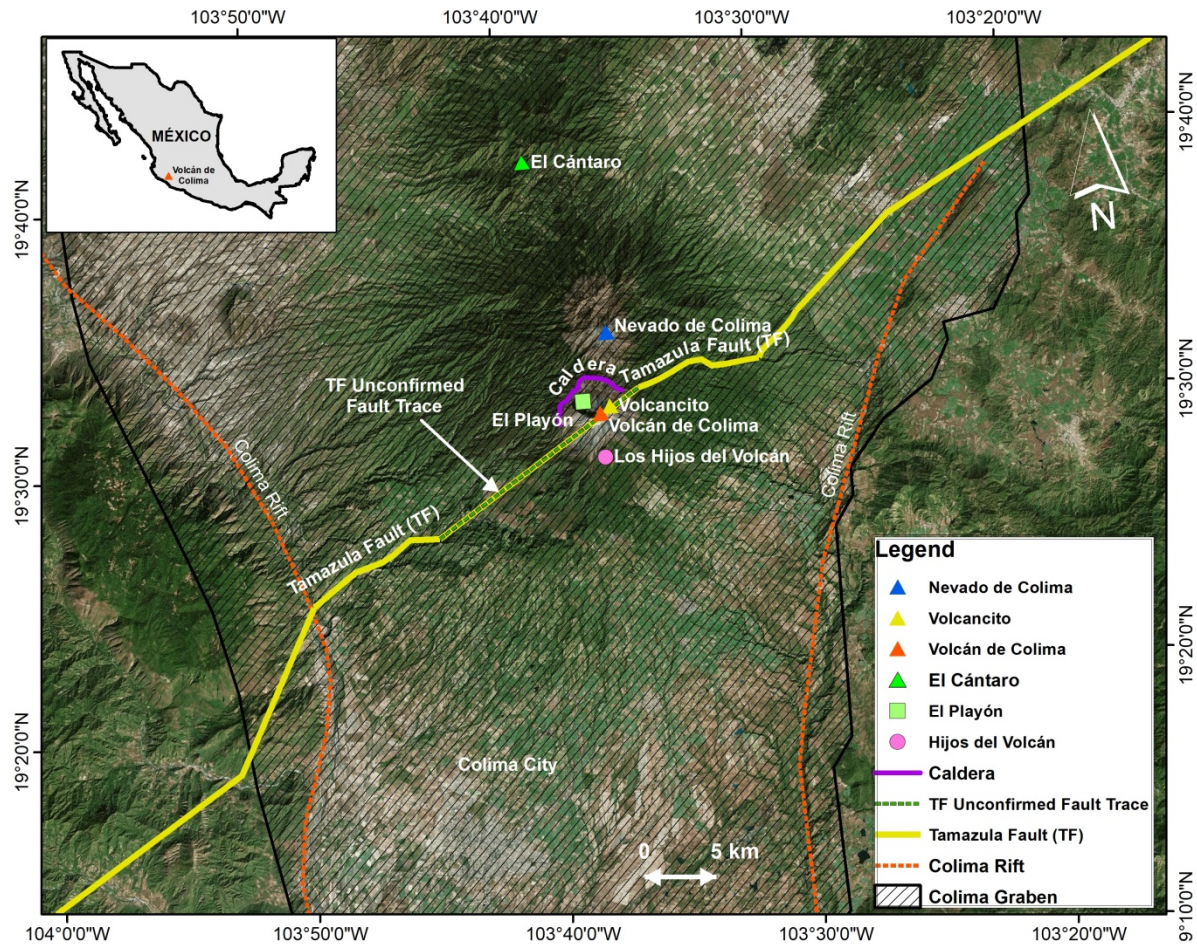 103°50'0"W
103°40'0"W
103°30'0"W
103°20'0"W
MÉXICO
Volcán de
Colima
El Cántaro
19°40'0"N
19°40'0"N
N
Nevado de Colima
Tamazula Fault (TF)
Caldera
TF Unconfirmed
Fault Trace
El Playón
Volcancito
Volcán de Colima
Los Hijos del Volcán
19°30'0"N
19°30'0"N
Colima Rift
Colima Rift
Tamazula Fault (TF)
Colima City
0 5 km
19°20'0"N
19°20'0"N
19°10'0"N
Legend
Nevado de Colima
Volcancito
Volcán de Colima
El Cántaro
El Playón
Hijos del Volcán
Caldera
TF Unconfirmed Fault Trace
Tamazula Fault (TF)
Colima Rift
Colima Graben
104°0'0"W
103°50'0"W
103°40'0"W
103°30'0"W
103°20'0"W